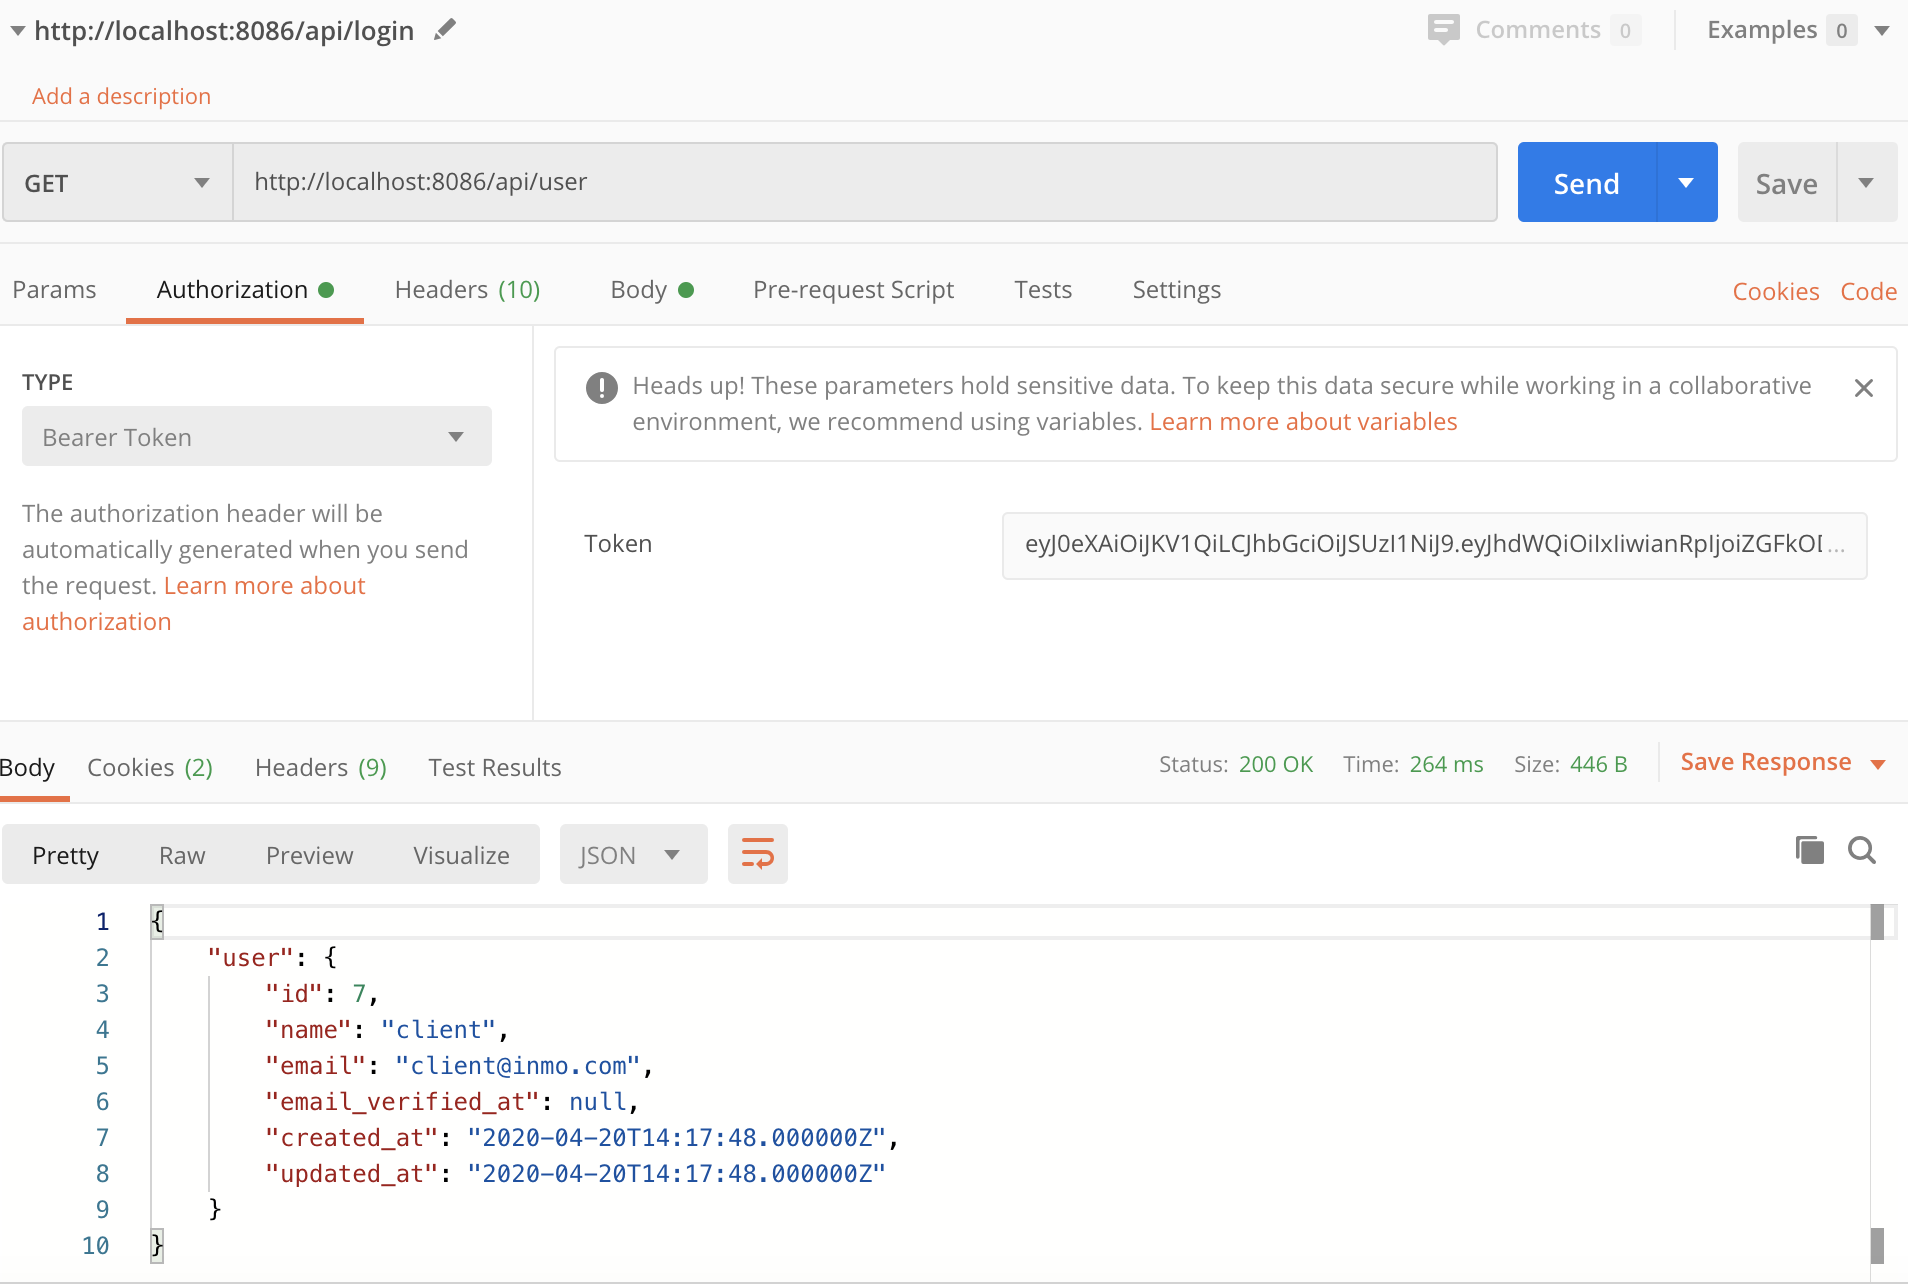 http://localhost:8086/api/login
Comments 0
Examples 0
Add a description
GET
http://localhost:8086/api/user
Send
Save
Params
Authorization
Headers (10)
Body
Pre-request Script
Tests
Settings
Cookies
Code
TYPE
Bearer Token
The authorization header will be
automatically generated when you send
the request. Learn more about
authorization
Heads up! These parameters hold sensitive data. To keep this data secure while working in a collaborative
environment, we recommend using variables. Learn more about variables
Token
eyJ0eXAiOiJKV1QiLCJhbGciOiJSUzI1NiJ9.eyJhdWQiOiIxIiwianRpIjoiZGFkOI...
Body
Cookies (2)
Headers (9)
Test Results
Status: 200 OK
Time: 264 ms
Size: 446 B
Save Response
Pretty
Raw
Preview
Visualize
JSON
1 {
2 "user": {
3 "id": 7,
4 "name": "client",
5 "email": "client@inmo.com",
6 "email_verified_at": null,
7 "created_at": "2020-04-20T14:17:48.000000Z",
8 "updated_at": "2020-04-20T14:17:48.000000Z"
9 }
10 }